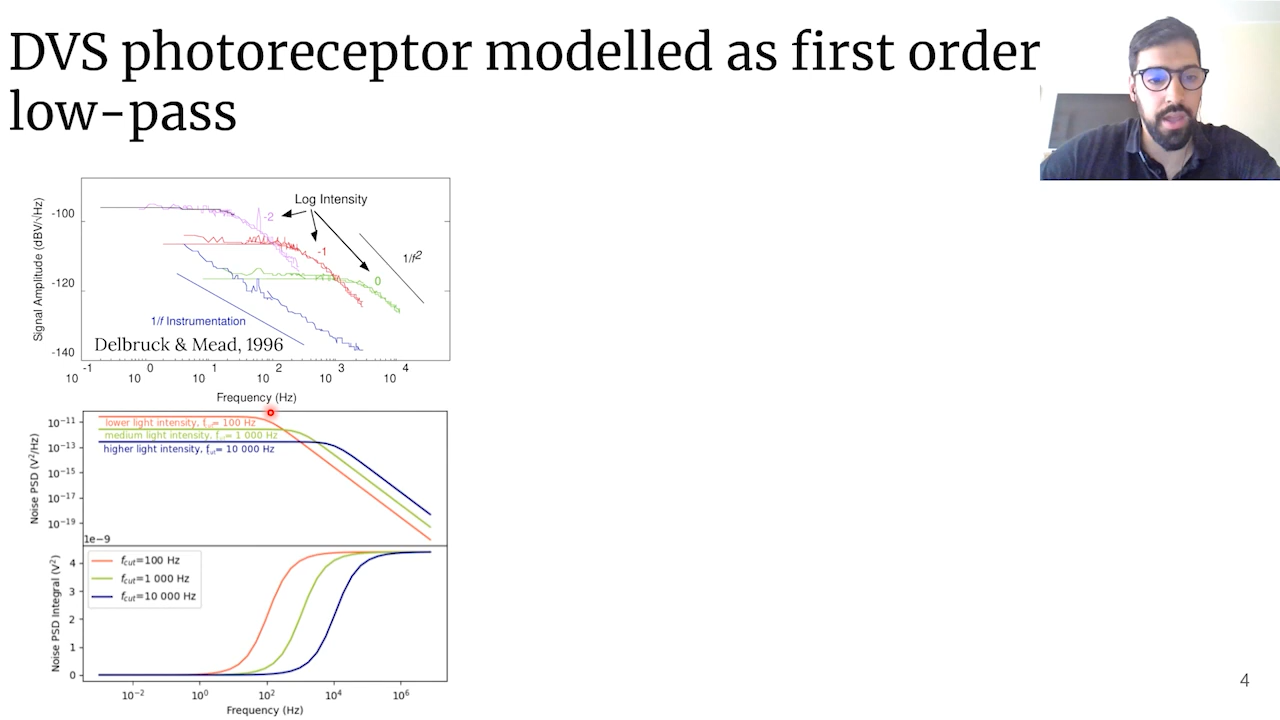 DVS photoreceptor modelled as first order
low-pass
Signal Amplitude (dBV/√Hz)
-100
-120
-140
Log Intensity
-2
-1
0
1/f2
1/f Instrumentation
Delbruck & Mead, 1996
10 -1 10 0 10 1 10 2 10 3 10 4
Frequency (Hz)
Noise PSD (V²/Hz)
10⁻¹¹
10⁻¹³
10⁻¹⁵
10⁻¹⁷
10⁻¹⁹
lower light intensity, fcut= 100 Hz
medium light intensity, fcut= 1 000 Hz
higher light intensity, fcut= 10 000 Hz
1e−9
Noise PSD Integral (V²)
4
3
2
1
0
fcut=100 Hz
fcut=1 000 Hz
fcut=10 000 Hz
10⁻² 10⁰ 10² 10⁴ 10⁶
Frequency (Hz)
4